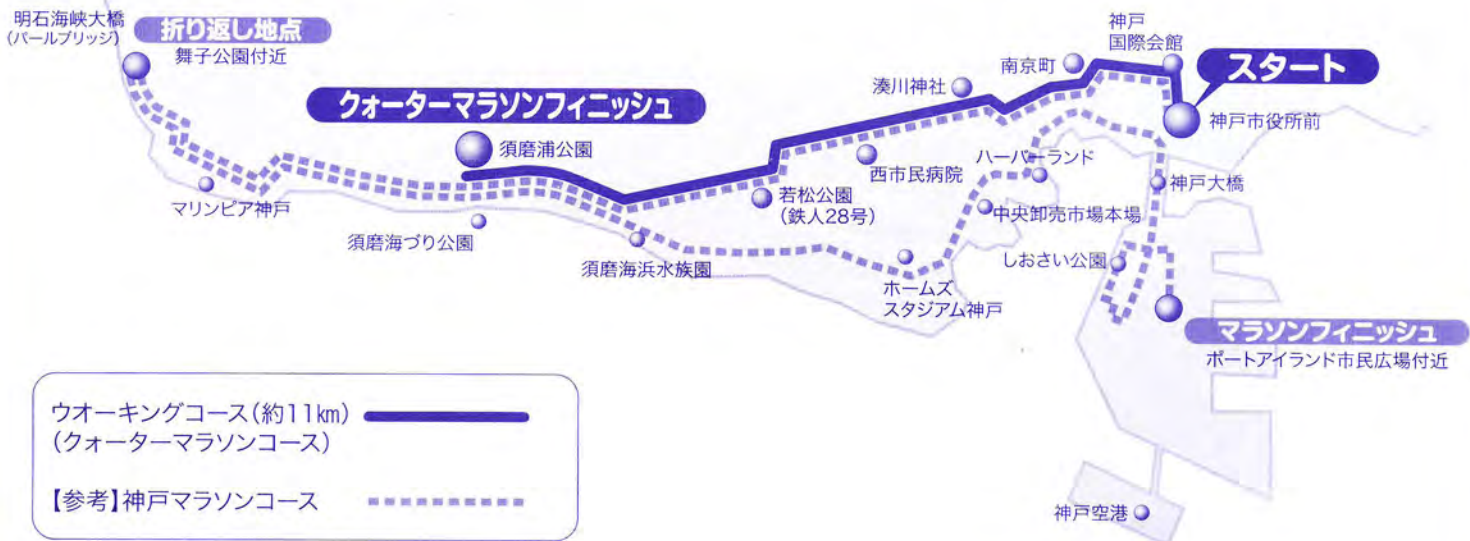 明石海峡大橋
(パールブリッジ)
折り返し地点
舞子公園付近
クォーターマラソンフィニッシュ
須磨浦公園
マリンピア神戸
須磨海づり公園
須磨海浜水族園
若松公園
(鉄人28号)
西市民病院
湊川神社
南京町
神戸
国際会館
スタート
神戸市役所前
ハーバーランド
神戸大橋
中央卸売市場本場
しおさい公園
ホームズ
スタジアム神戸
マラソンフィニッシュ
ポートアイランド市民広場付近
神戸空港
ウオーキングコース(約11km)
(クォーターマラソンコース)
【参考】神戸マラソンコース